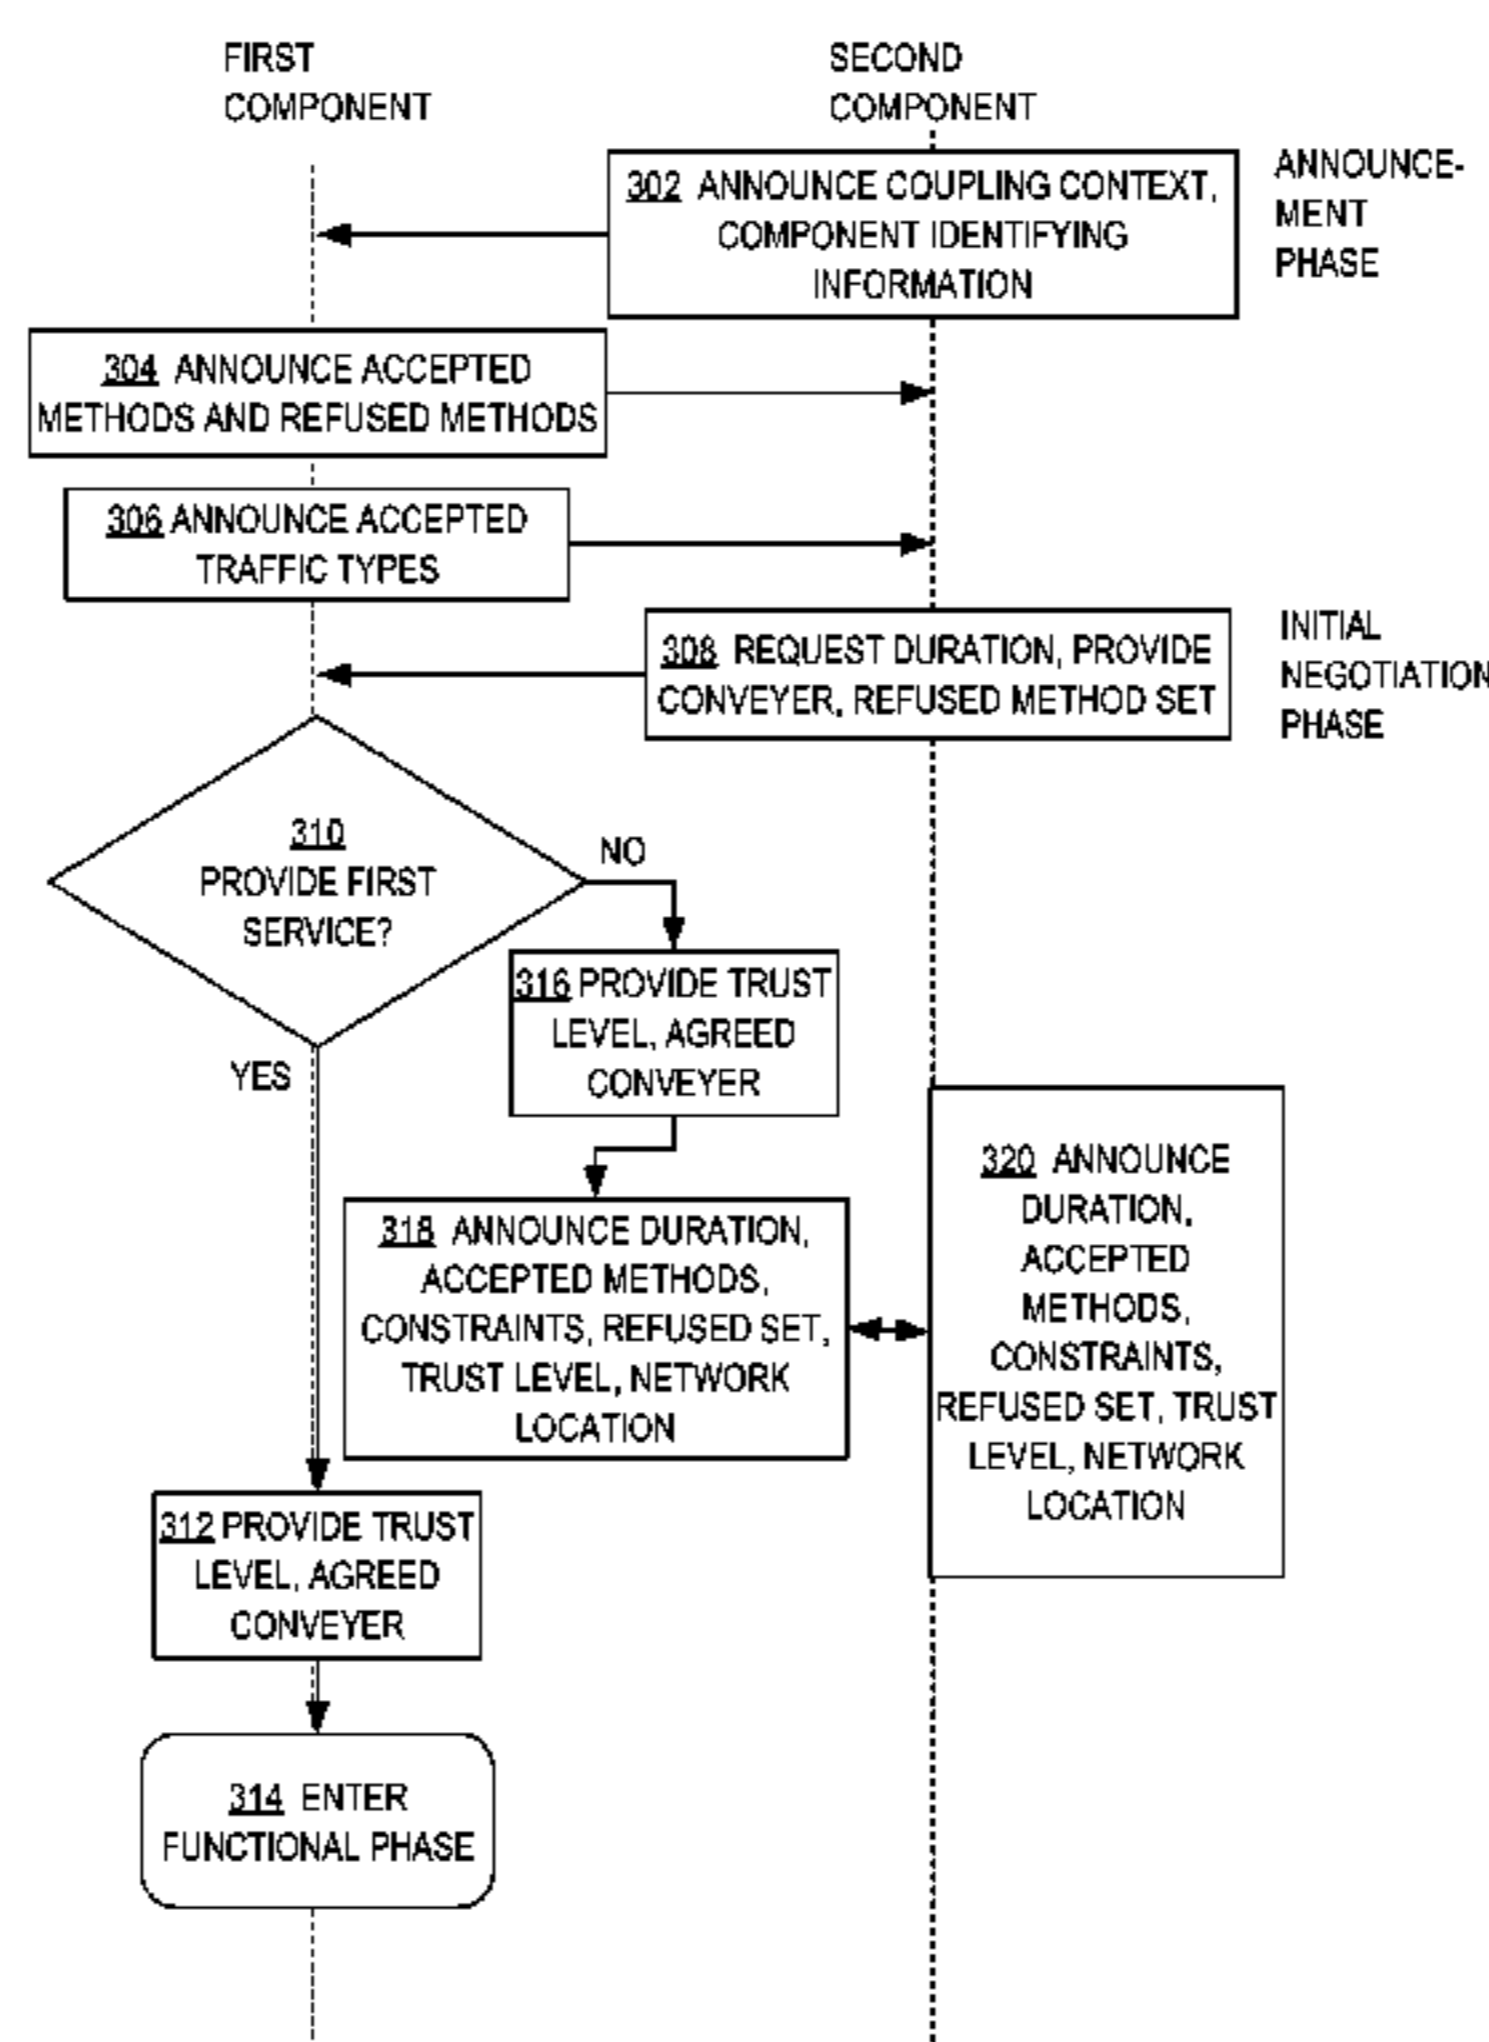 FIRST
COMPONENT
SECOND
COMPONENT
302 ANNOUNCE COUPLING CONTEXT,
COMPONENT IDENTIFYING
INFORMATION
ANNOUNCE-
MENT
PHASE
304 ANNOUNCE ACCEPTED
METHODS AND REFUSED METHODS
306 ANNOUNCE ACCEPTED
TRAFFIC TYPES
308 REQUEST DURATION, PROVIDE
CONVEYER, REFUSED METHOD SET
INITIAL
NEGOTIATION
PHASE
310
PROVIDE FIRST
SERVICE?
NO
YES
316 PROVIDE TRUST
LEVEL, AGREED
CONVEYER
318 ANNOUNCE DURATION,
ACCEPTED METHODS,
CONSTRAINTS, REFUSED SET,
TRUST LEVEL, NETWORK
LOCATION
320 ANNOUNCE
DURATION,
ACCEPTED
METHODS,
CONSTRAINTS,
REFUSED SET, TRUST
LEVEL, NETWORK
LOCATION
312 PROVIDE TRUST
LEVEL, AGREED
CONVEYER
314 ENTER
FUNCTIONAL PHASE